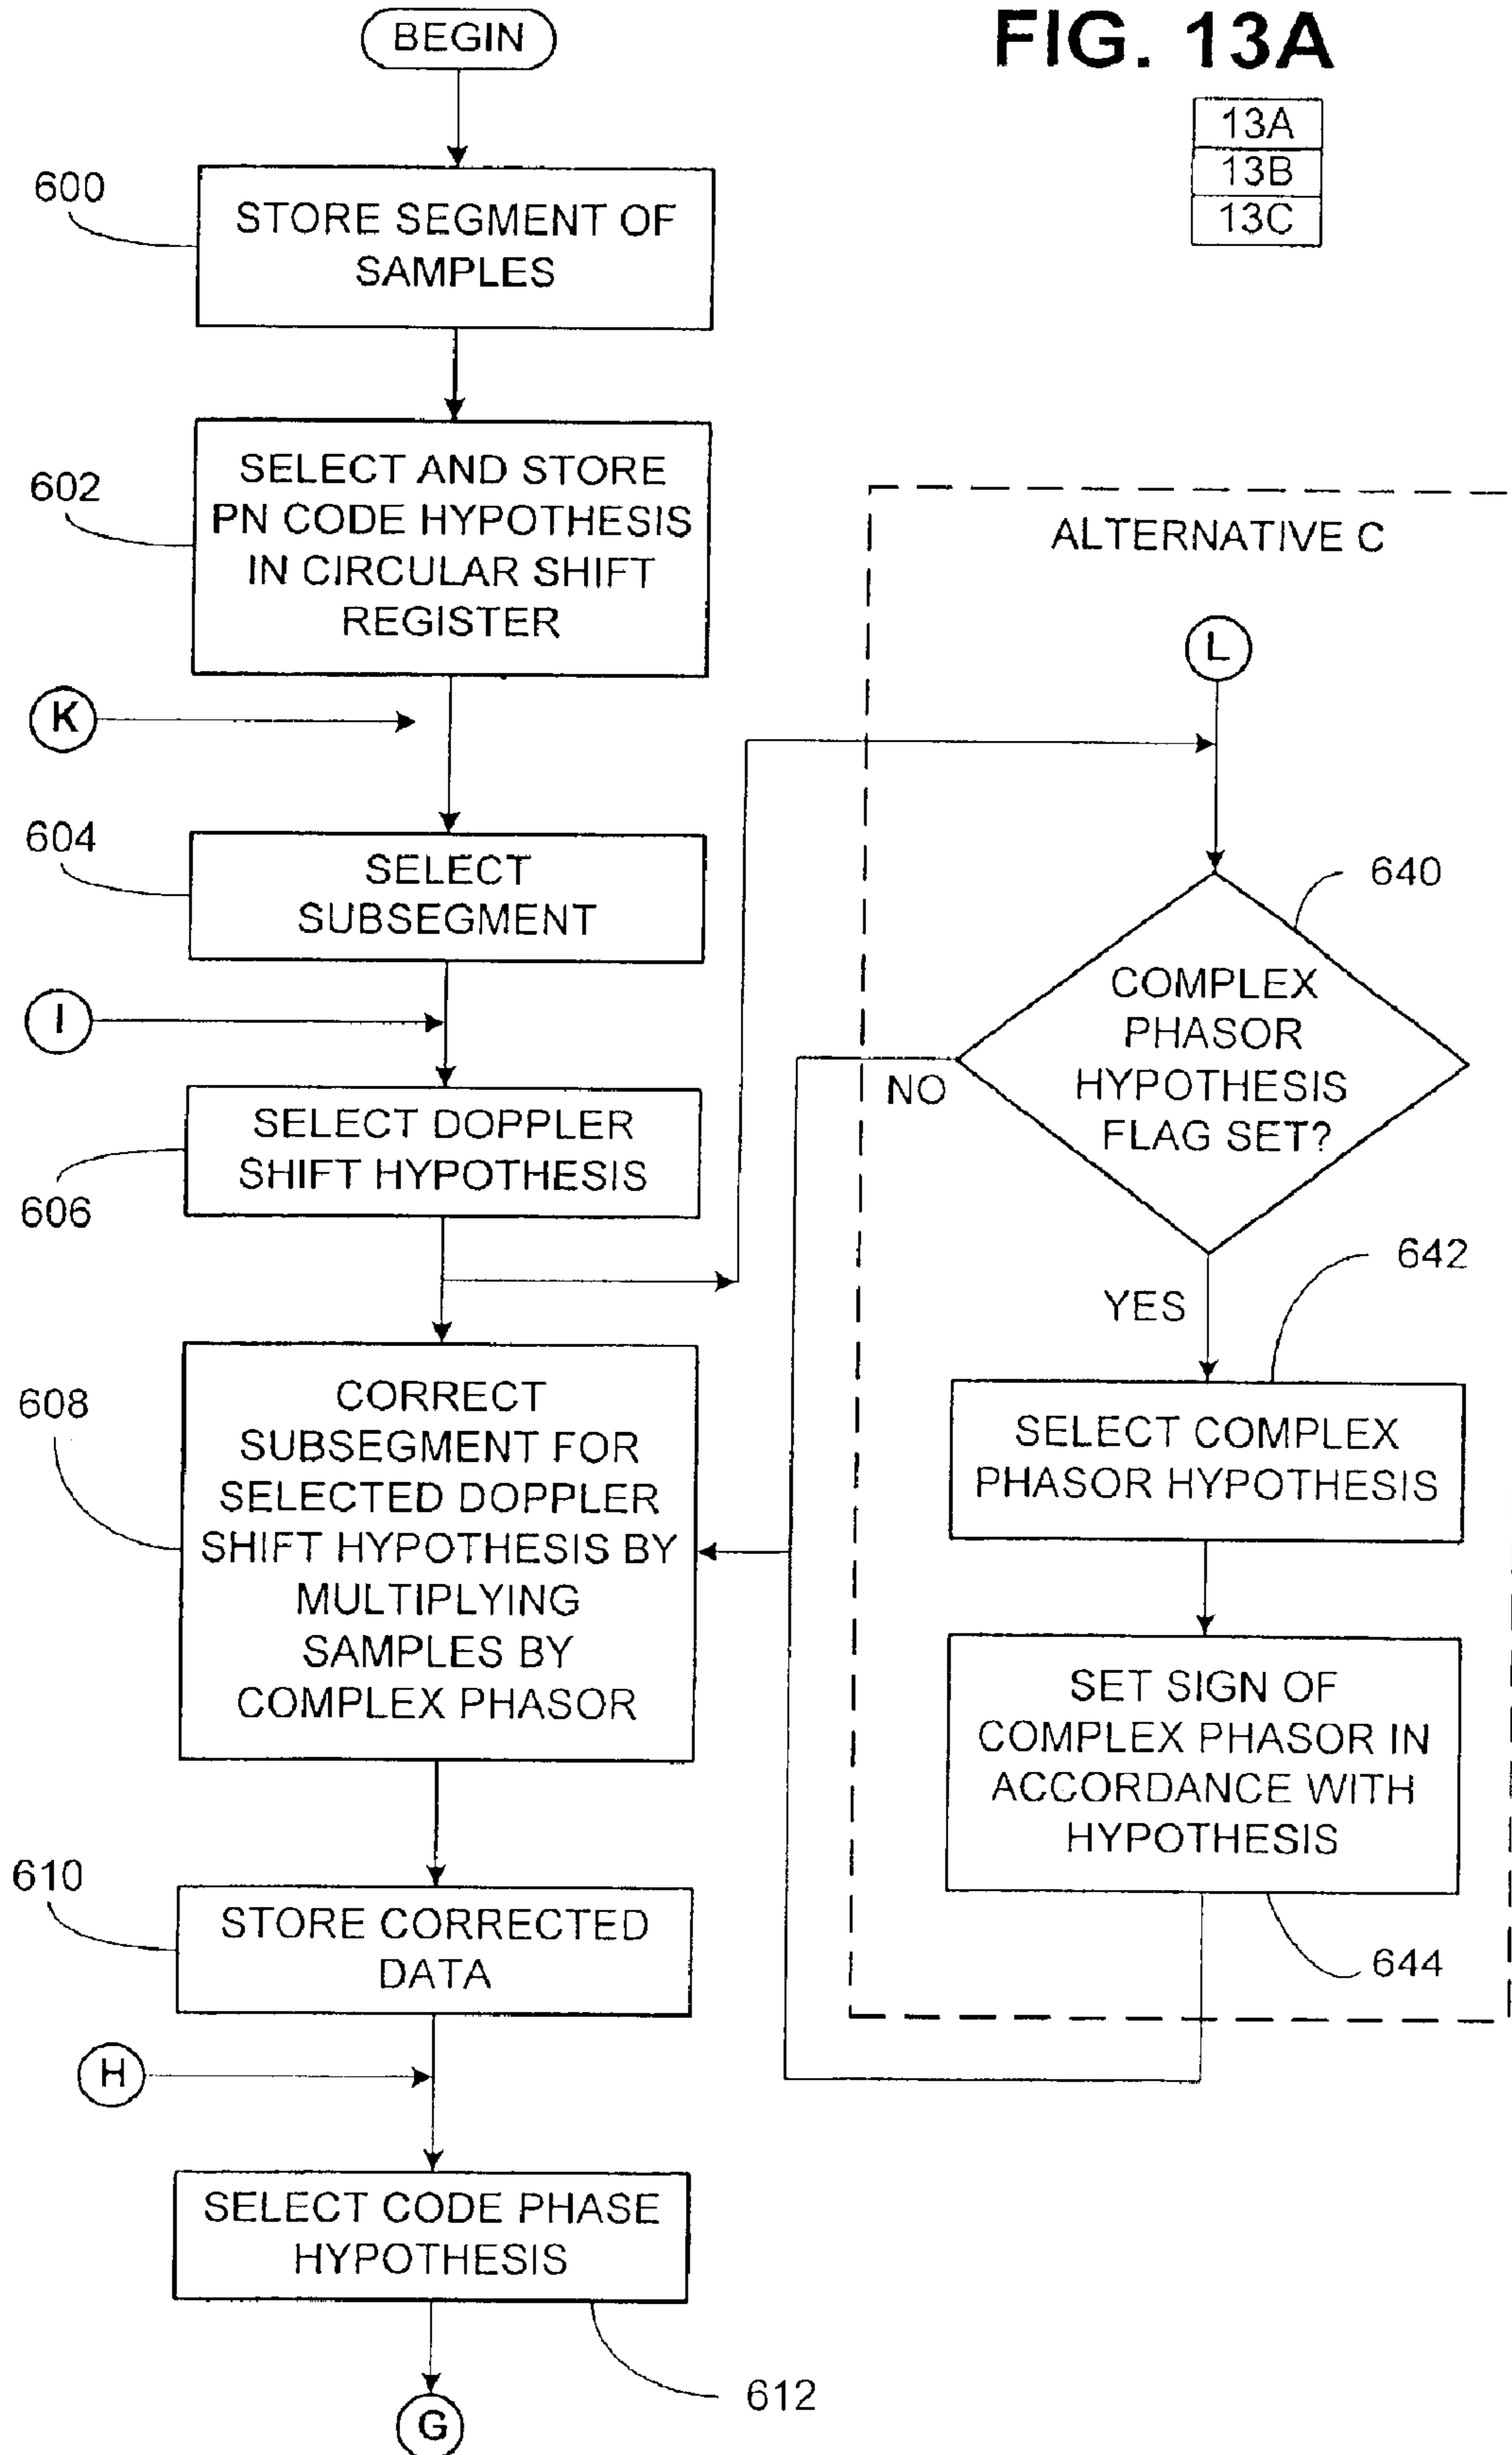 BEGIN
FIG. 13A
13A
13B
13C
600
STORE SEGMENT OF
SAMPLES
602
SELECT AND STORE
PN CODE HYPOTHESIS
IN CIRCULAR SHIFT
REGISTER
K
604
SELECT
SUBSEGMENT
I
606
SELECT DOPPLER
SHIFT HYPOTHESIS
608
CORRECT
SUBSEGMENT FOR
SELECTED DOPPLER
SHIFT HYPOTHESIS BY
MULTIPLYING
SAMPLES BY
COMPLEX PHASOR
610
STORE CORRECTED
DATA
H
SELECT CODE PHASE
HYPOTHESIS
612
G
ALTERNATIVE C
L
640
COMPLEX
PHASOR
HYPOTHESIS
FLAG SET?
NO
YES
642
SELECT COMPLEX
PHASOR HYPOTHESIS
SET SIGN OF
COMPLEX PHASOR IN
ACCORDANCE WITH
HYPOTHESIS
644